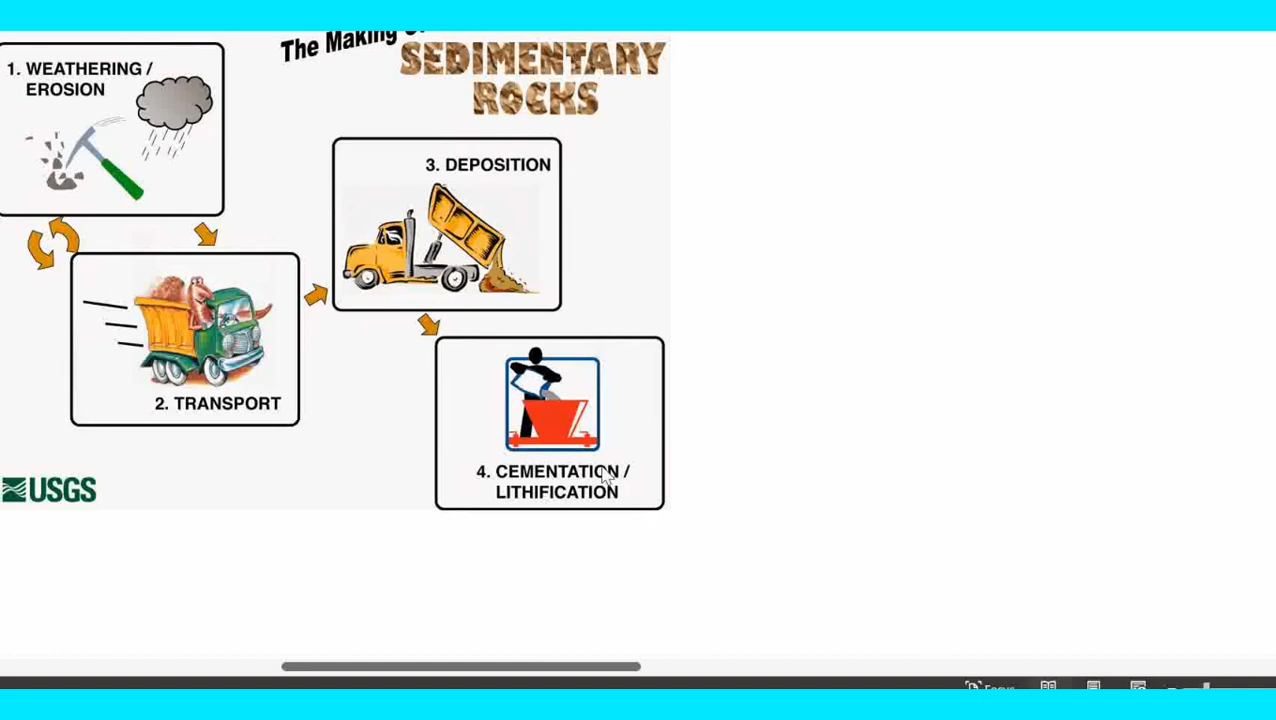 The Making
SEDIMENTARY
ROCKS
1. WEATHERING /
EROSION
3. DEPOSITION
2. TRANSPORT
4. CEMENTATION /
LITHIFICATION
USGS